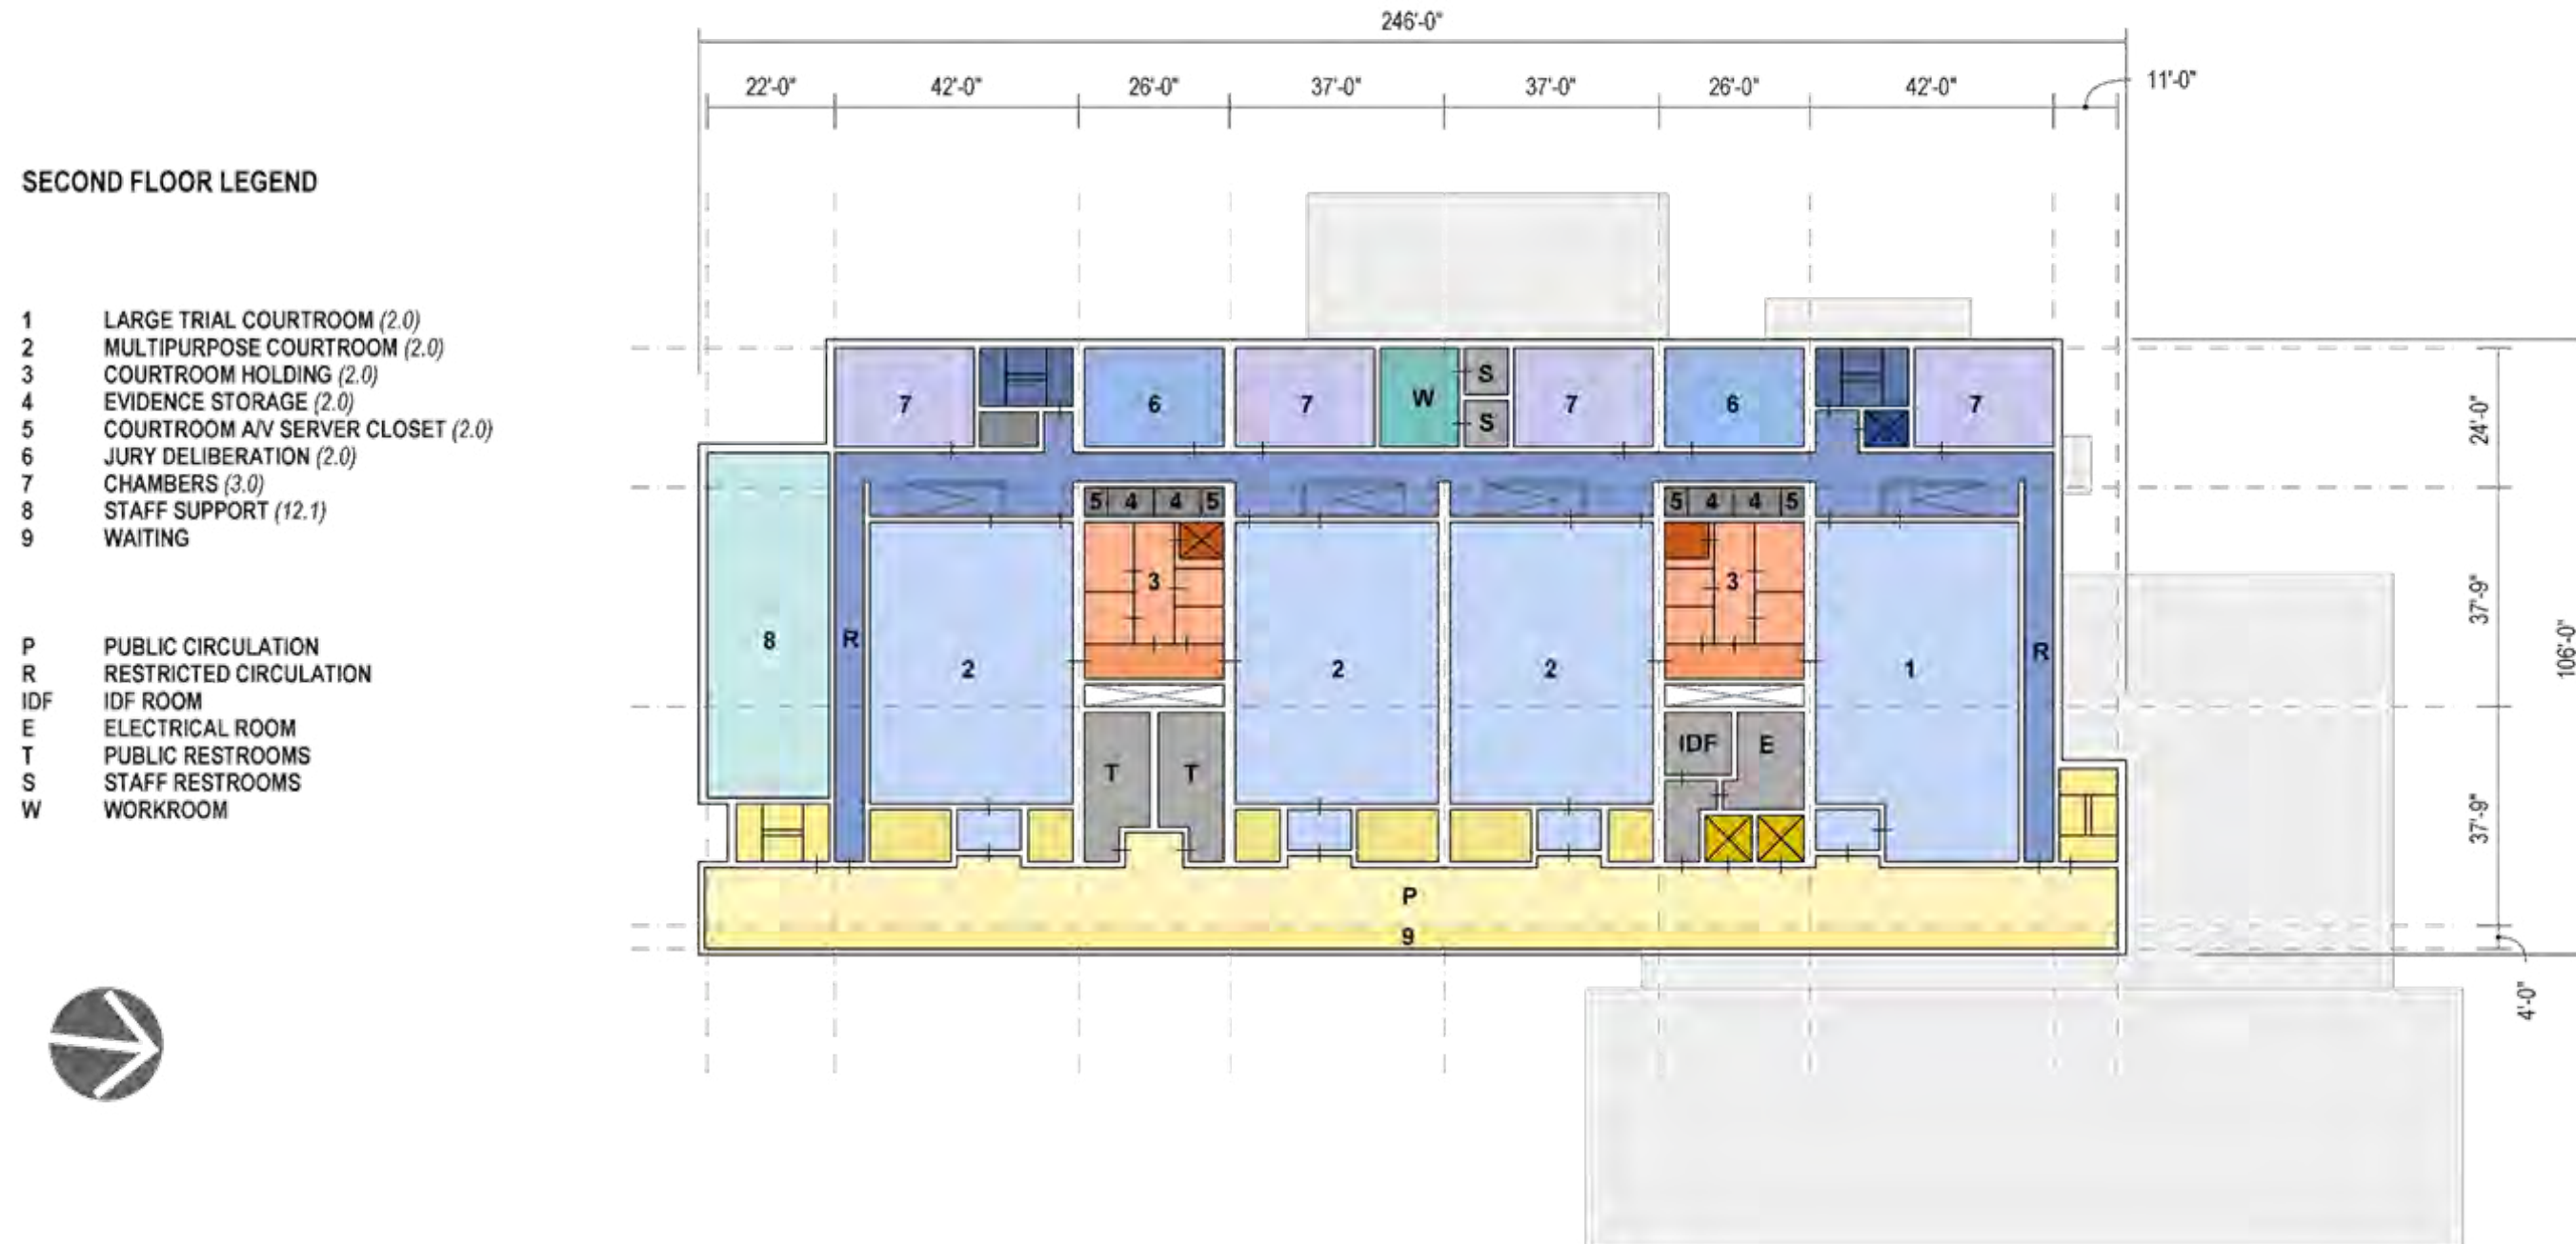 246'-0"
22'-0" 42'-0" 26'-0" 37'-0" 37'-0" 26'-0" 42'-0" 11'-0"
SECOND FLOOR LEGEND
1 LARGE TRIAL COURTROOM (2.0)
2 MULTIPURPOSE COURTROOM (2.0)
3 COURTROOM HOLDING (2.0)
4 EVIDENCE STORAGE (2.0)
5 COURTROOM A/V SERVER CLOSET (2.0)
6 JURY DELIBERATION (2.0)
7 CHAMBERS (3.0)
8 STAFF SUPPORT (12.1)
9 WAITING
P PUBLIC CIRCULATION
R RESTRICTED CIRCULATION
IDF IDF ROOM
E ELECTRICAL ROOM
T PUBLIC RESTROOMS
S STAFF RESTROOMS
W WORKROOM
S
7 6 7 W 7 6 7
S
5 4 4 5 5 4 4 5
3 3
8 R R
2 2 2 1
IDF E
T T
P
9
24'-0"
37'-9"
37'-9"
106'-0"
4'-0"